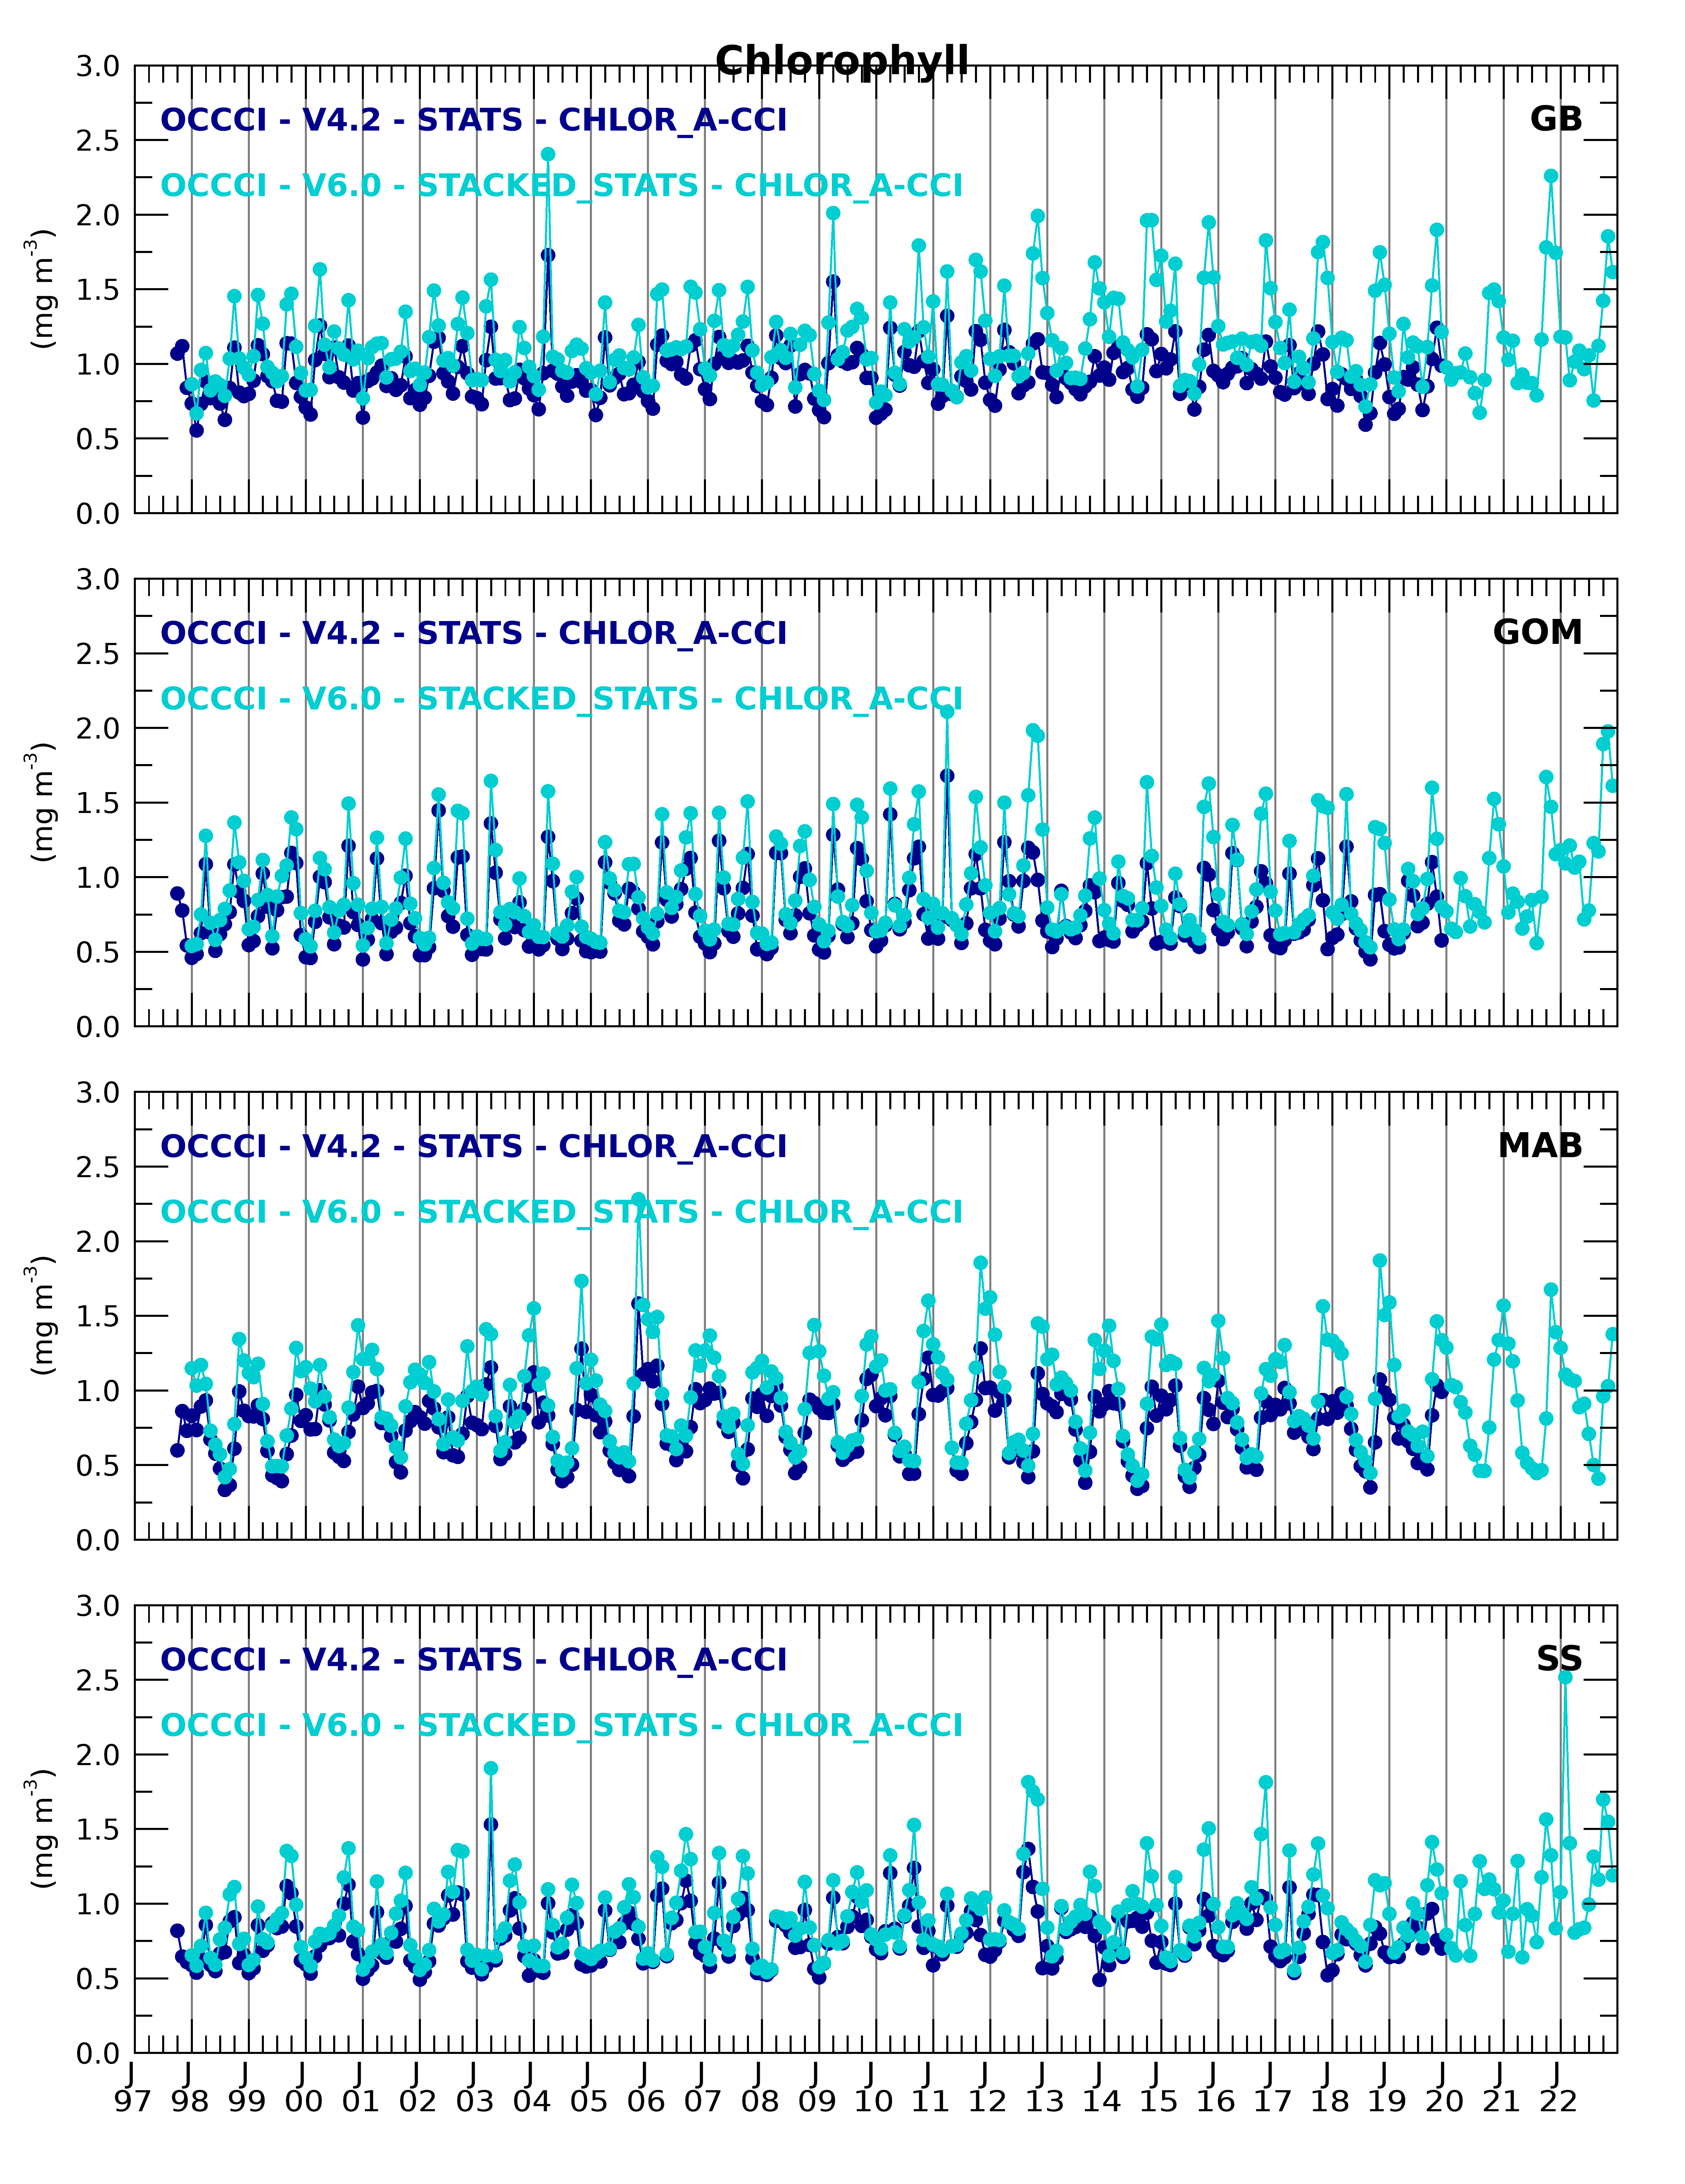 Chlorophyll
3.0
2.5
2.0
1.5
1.0
0.5
0.0
(mg m-3)
OCCCI - V4.2 - STATS - CHLOR_A-CCI
OCCCI - V6.0 - STACKED_STATS - CHLOR_A-CCI
GB
3.0
2.5
2.0
1.5
1.0
0.5
0.0
(mg m-3)
OCCCI - V4.2 - STATS - CHLOR_A-CCI
OCCCI - V6.0 - STACKED_STATS - CHLOR_A-CCI
GOM
3.0
2.5
2.0
1.5
1.0
0.5
0.0
(mg m-3)
OCCCI - V4.2 - STATS - CHLOR_A-CCI
OCCCI - V6.0 - STACKED_STATS - CHLOR_A-CCI
MAB
3.0
2.5
2.0
1.5
1.0
0.5
0.0
(mg m-3)
OCCCI - V4.2 - STATS - CHLOR_A-CCI
OCCCI - V6.0 - STACKED_STATS - CHLOR_A-CCI
SS
J J J J J J J J J J J J J J J J J J J J J J J J J J
97 98 99 00 01 02 03 04 05 06 07 08 09 10 11 12 13 14 15 16 17 18 19 20 21 22